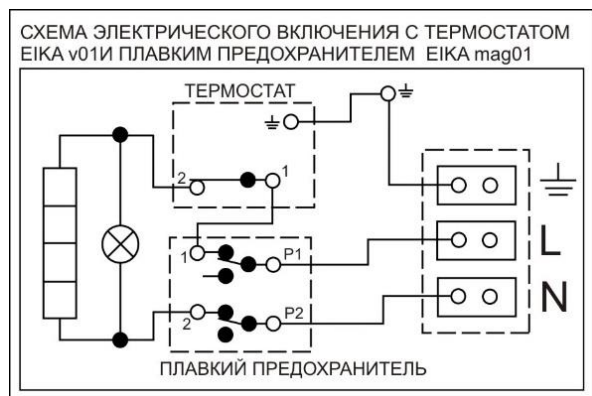 СХЕМА ЭЛЕКТРИЧЕСКОГО ВКЛЮЧЕНИЯ С ТЕРМОСТАТОМ
EIKA v01И ПЛАВКИМ ПРЕДОХРАНИТЕЛЕМ EIKA mag01
ТЕРМОСТАТ
2
1
1
P1
L
2
P2
N
ПЛАВКИЙ ПРЕДОХРАНИТЕЛЬ